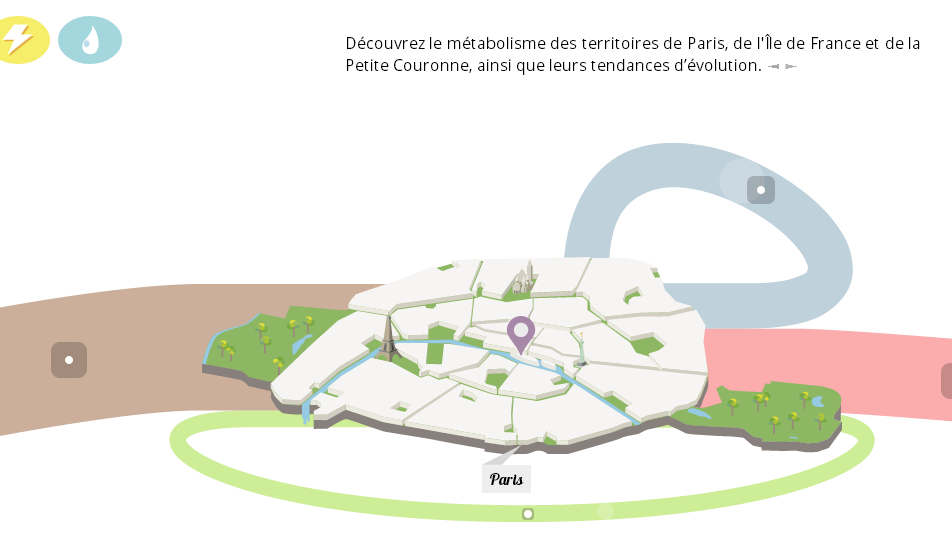 Découvrez le métabolisme des territoires de Paris, de l'Île de France et de la
Petite Couronne, ainsi que leurs tendances d’évolution.
Paris